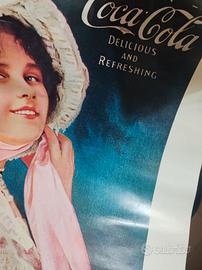 Coca-Cola
DELICIOUS
AND
REFRESHING